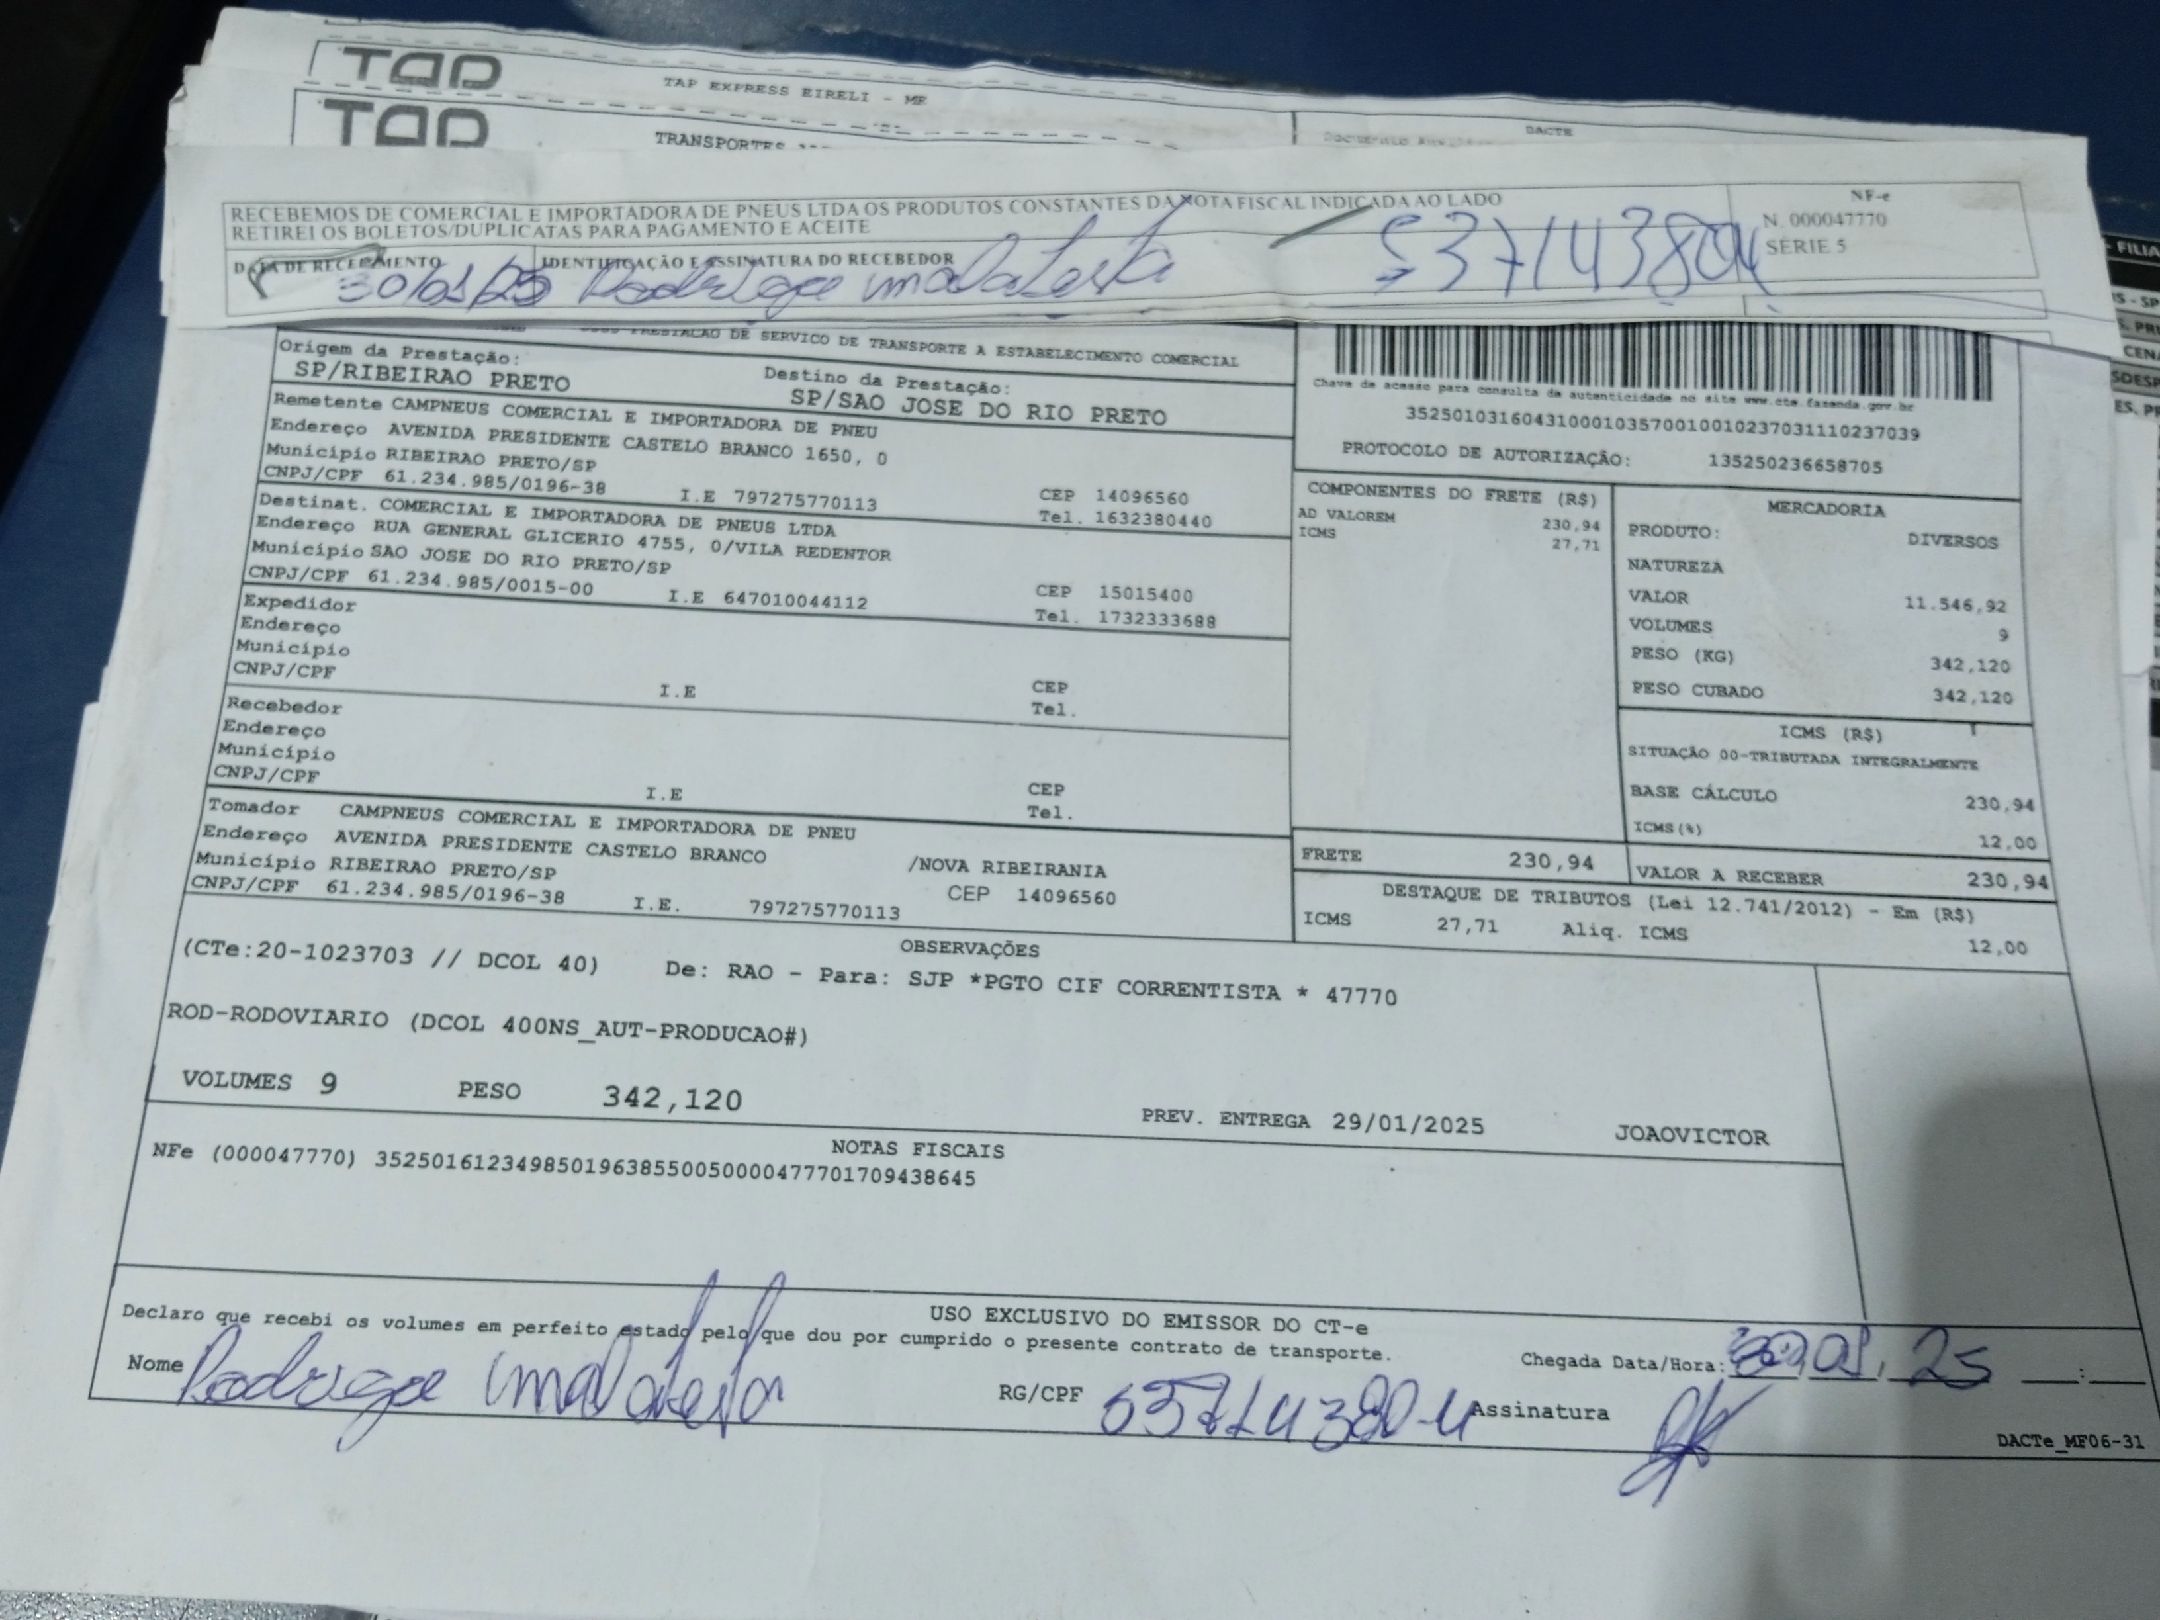 TAP
TAP EXPRESS EIRELI - ME
DACTE
TAP
TRANSPORTES
RECEBEMOS DE COMERCIAL E IMPORTADORA DE PNEUS LTDA OS PRODUTOS CONSTANTES DA NOTA FISCAL INDICADA AO LADO
RETIREI OS BOLETOS/DUPLICATAS PARA PAGAMENTO E ACEITE
NF-e
N. 000047770
SÉRIE 5
DATA DE RECEBIMENTO
IDENTIFICAÇÃO E ASSINATURA DO RECEBEDOR
30/01/25 Rodrigo malatesta
PRESTACAO DE SERVICO DE TRANSPORTE A ESTABELECIMENTO COMERCIAL
Origem da Prestação:
SP/RIBEIRAO PRETO
Destino da Prestação:
SP/SAO JOSE DO RIO PRETO
Remetente CAMPNEUS COMERCIAL E IMPORTADORA DE PNEU
Endereço AVENIDA PRESIDENTE CASTELO BRANCO 1650, 0
Município RIBEIRAO PRETO/SP CEP 14096560
CNPJ/CPF 61.234.985/0196-38 I.E 797275770113 Tel. 1632380440
Destinat. COMERCIAL E IMPORTADORA DE PNEUS LTDA
Endereço RUA GENERAL GLICERIO 4755, 0/VILA REDENTOR
Município SAO JOSE DO RIO PRETO/SP CEP 15015400
CNPJ/CPF 61.234.985/0015-00 I.E 647010044112 Tel. 1732333688
Expedidor
Endereço
Município CEP
CNPJ/CPF I.E Tel.
Recebedor
Endereço
Município CEP
CNPJ/CPF I.E Tel.
Tomador CAMPNEUS COMERCIAL E IMPORTADORA DE PNEU
Endereço AVENIDA PRESIDENTE CASTELO BRANCO /NOVA RIBEIRANIA
Município RIBEIRAO PRETO/SP CEP 14096560
CNPJ/CPF 61.234.985/0196-38 I.E. 797275770113
Chave de acesso para consulta de autenticidade no site www.cte.fazenda.gov.br
35250103160431000103570010010237031110237039
PROTOCOLO DE AUTORIZAÇÃO: 135250236658705
COMPONENTES DO FRETE (R$)
AD VALOREM 230,94
ICMS 27,71
MERCADORIA
PRODUTO: DIVERSOS
NATUREZA
VALOR 11.546,92
VOLUMES 9
PESO (KG) 342,120
PESO CUBADO 342,120
ICMS (R$)
SITUAÇÃO 00-TRIBUTADA INTEGRALMENTE
BASE CÁLCULO 230,94
ICMS(%) 12,00
FRETE 230,94
VALOR A RECEBER 230,94
DESTAQUE DE TRIBUTOS (Lei 12.741/2012) - Em (R$)
ICMS 27,71 Aliq. ICMS 12,00
OBSERVAÇÕES
(CTe:20-1023703 // DCOL 40) De: RAO - Para: SJP *PGTO CIF CORRENTISTA * 47770
ROD-RODOVIARIO (DCOL 400NS_AUT-PRODUCAO#)
VOLUMES 9 PESO 342,120 PREV. ENTREGA 29/01/2025 JOAOVICTOR
NOTAS FISCAIS
NFe (000047770) 35250161234985019638550050000477701709438645
USO EXCLUSIVO DO EMISSOR DO CT-e
Declaro que recebi os volumes em perfeito estado pelo que dou por cumprido o presente contrato de transporte.
Chegada Data/Hora: 30, 01, 25 :
Nome Rodrigo malatesta RG/CPF Assinatura
DACTe_MF06-31